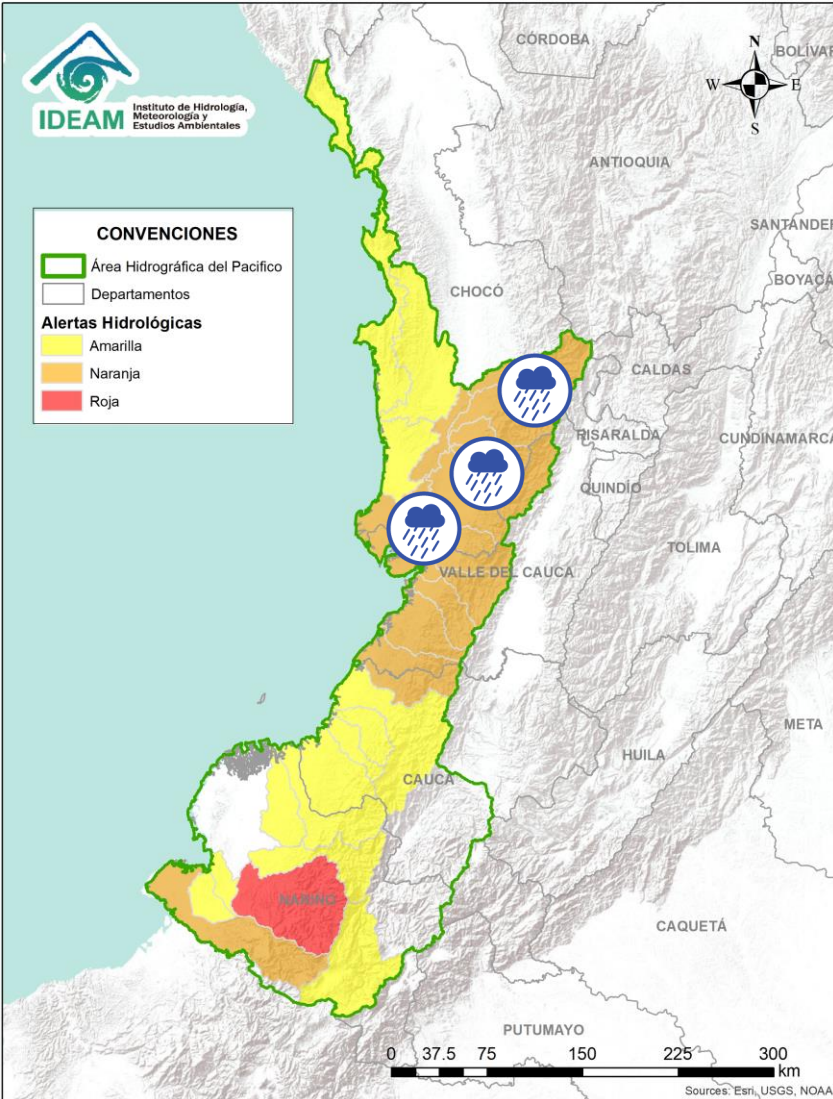 IDEAM
Instituto de Hidrología,
Meteorología y
Estudios Ambientales
N
W
E
S
CÓRDOBA
BOLÍVAR
ANTIOQUIA
SANTANDER
BOYACÁ
CONVENCIONES
Área Hidrográfica del Pacifico
Departamentos
Alertas Hidrológicas
Amarilla
Naranja
Roja
CHOCÓ
CALDAS
RISARALDA
CUNDINAMARCA
QUINDÍO
TOLIMA
VALLE DEL CAUCA
META
HUILA
CAUCA
NARIÑO
CAQUETÁ
PUTUMAYO
0 37.5 75 150 225 300
km
Sources: Esri, USGS, NOAA